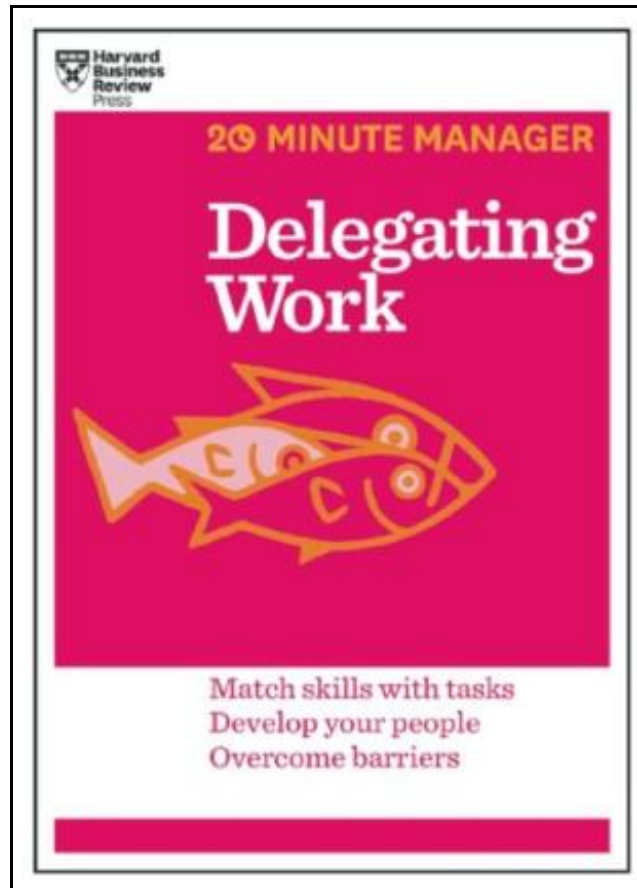 Harvard
Business
Review
Press
20 MINUTE MANAGER
Delegating
Work
Match skills with tasks
Develop your people
Overcome barriers